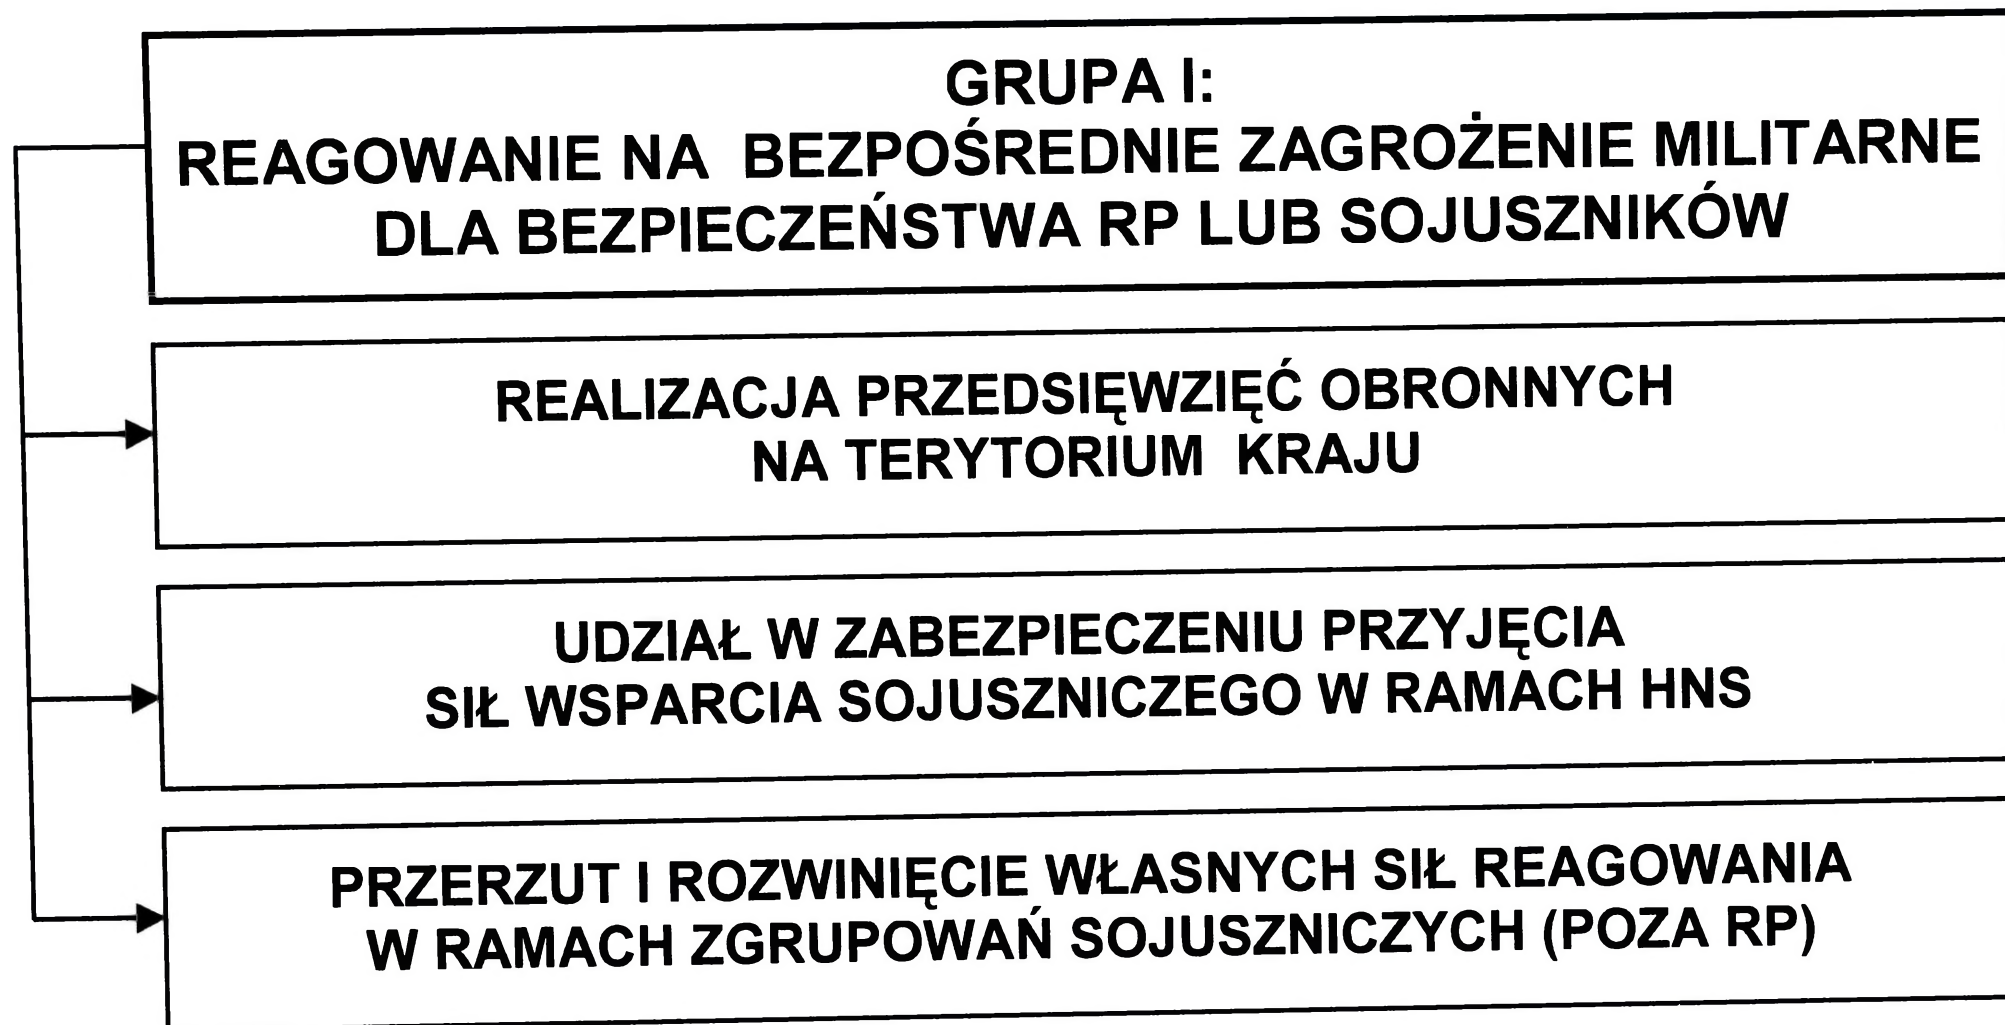 GRUPA I:
REAGOWANIE NA BEZPOŚREDNIE ZAGROŻENIE MILITARNE
DLA BEZPIECZEŃSTWA RP LUB SOJUSZNIKÓW
REALIZACJA PRZEDSIĘWZIĘĆ OBRONNYCH
NA TERYTORIUM KRAJU
UDZIAŁ W ZABEZPIECZENIU PRZYJĘCIA
SIŁ WSPARCIA SOJUSZNICZEGO W RAMACH HNS
PRZERZUT I ROZWINIĘCIE WŁASNYCH SIŁ REAGOWANIA
W RAMACH ZGRUPOWAŃ SOJUSZNICZYCH (POZA RP)